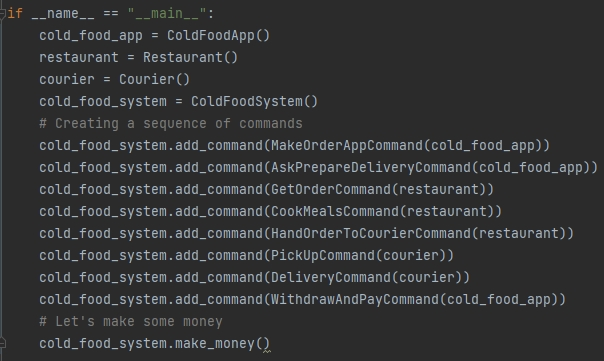 if __name__ == "__main__":
    cold_food_app = ColdFoodApp()
    restaurant = Restaurant()
    courier = Courier()
    cold_food_system = ColdFoodSystem()
    # Creating a sequence of commands
    cold_food_system.add_command(MakeOrderAppCommand(cold_food_app))
    cold_food_system.add_command(AskPrepareDeliveryCommand(cold_food_app))
    cold_food_system.add_command(GetOrderCommand(restaurant))
    cold_food_system.add_command(CookMealsCommand(restaurant))
    cold_food_system.add_command(HandOrderToCourierCommand(restaurant))
    cold_food_system.add_command(PickUpCommand(courier))
    cold_food_system.add_command(DeliveryCommand(courier))
    cold_food_system.add_command(WithdrawAndPayCommand(cold_food_app))
    # Let's make some money
    cold_food_system.make_money()